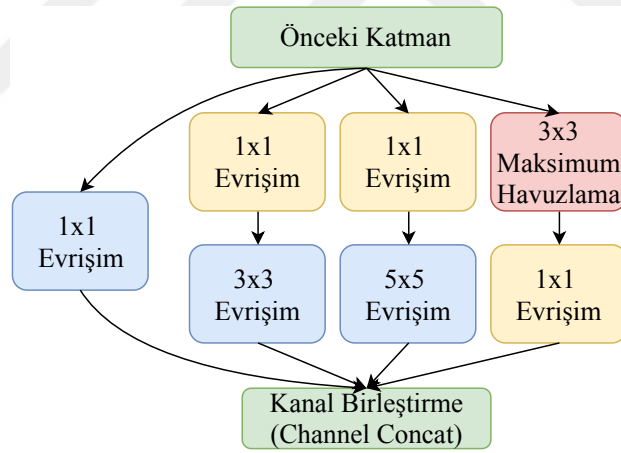 Önceki Katman
1x1
Evrişim
1x1
Evrişim
3x3
Maksimum
Havuzlama
1x1
Evrişim
3x3
Evrişim
5x5
Evrişim
1x1
Evrişim
Kanal Birleştirme
(Channel Concat)